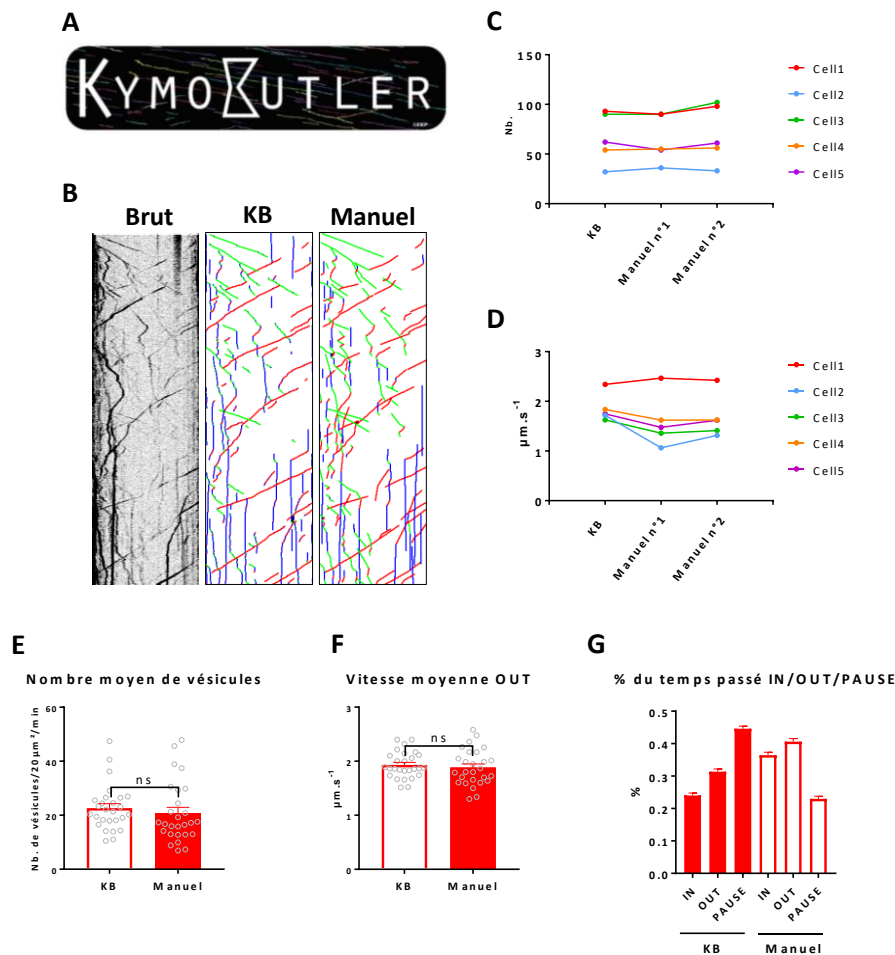 A
KYMOBUTLER
B
Brut KB Manuel
C
150
100
50
0
Nb.
KB
Manuel n°1
Manuel n°2
Cell1
Cell2
Cell3
Cell4
Cell5
D
3
2
1
0
µm.s⁻¹
KB
Manuel n°1
Manuel n°2
Cell1
Cell2
Cell3
Cell4
Cell5
E
Nombre moyen de vésicules
60
40
20
0
Nb. de vésicules/20µm²/min
ns
KB Manuel
F
Vitesse moyenne OUT
3
2
1
0
µm.s⁻¹
ns
KB Manuel
G
% du temps passé IN/OUT/PAUSE
0.5
0.4
0.3
0.2
0.1
0.0
%
IN OUT PAUSE IN OUT PAUSE
KB Manuel